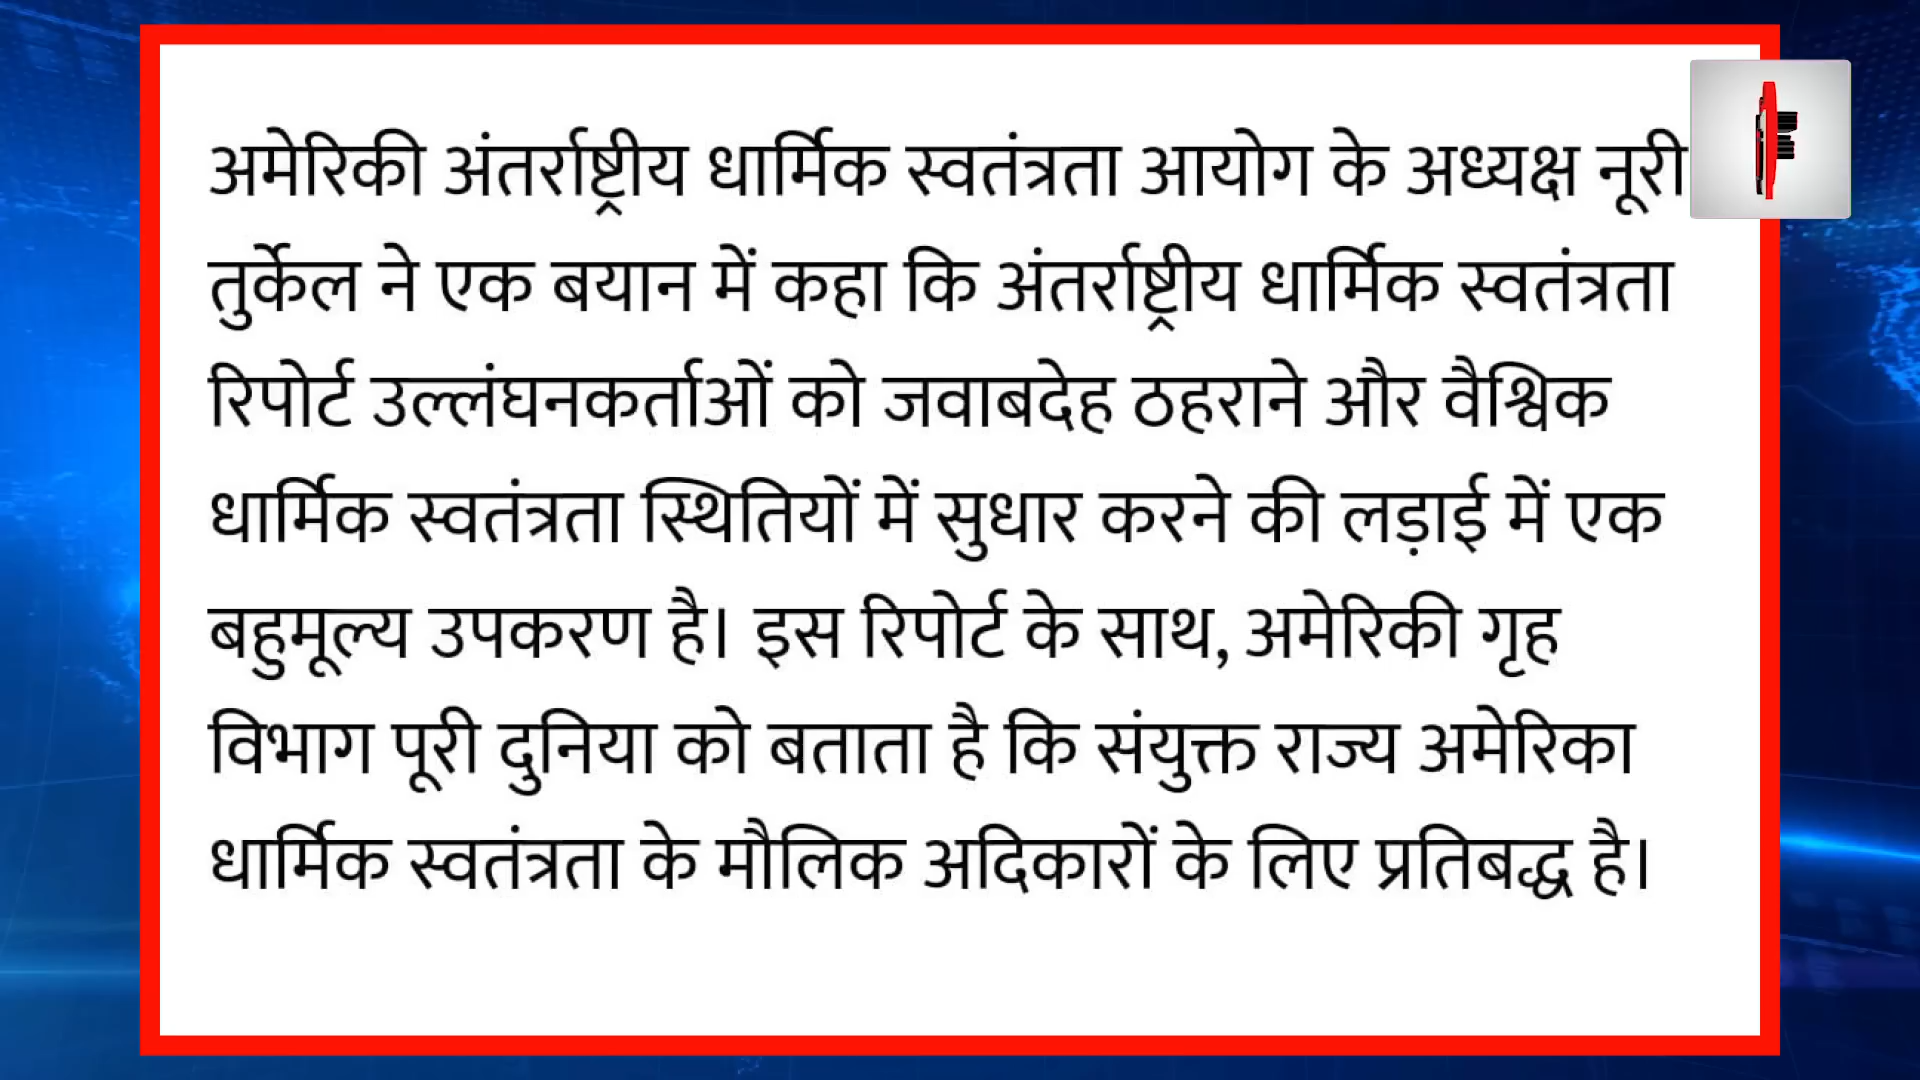 अमेरिकी अंतर्राष्ट्रीय धार्मिक स्वतंत्रता आयोग के अध्यक्ष नूरी
तुर्केल ने एक बयान में कहा कि अंतर्राष्ट्रीय धार्मिक स्वतंत्रता
रिपोर्ट उल्लंघनकर्ताओं को जवाबदेह ठहराने और वैश्विक
धार्मिक स्वतंत्रता स्थितियों में सुधार करने की लड़ाई में एक
बहुमूल्य उपकरण है। इस रिपोर्ट के साथ, अमेरिकी गृह
विभाग पूरी दुनिया को बताता है कि संयुक्त राज्य अमेरिका
धार्मिक स्वतंत्रता के मौलिक अदिकारों के लिए प्रतिबद्ध है।